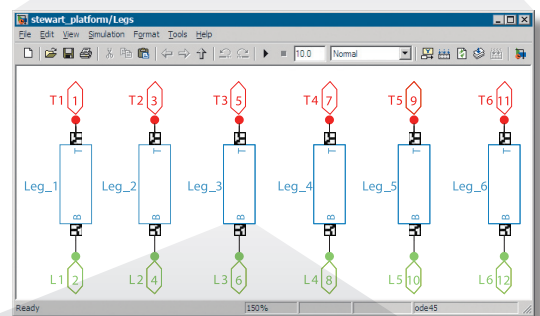 stewart_platform/Legs
File Edit View Simulation Format Tools Help
10.0 Normal
T1 1 T2 3 T3 5 T4 7 T5 9 T6 11
T T T T T T
Leg_1 Leg_2 Leg_3 Leg_4 Leg_5 Leg_6
B B B B B B
L1 2 L2 4 L3 6 L4 8 L5 10 L6 12
Ready 150% ode45